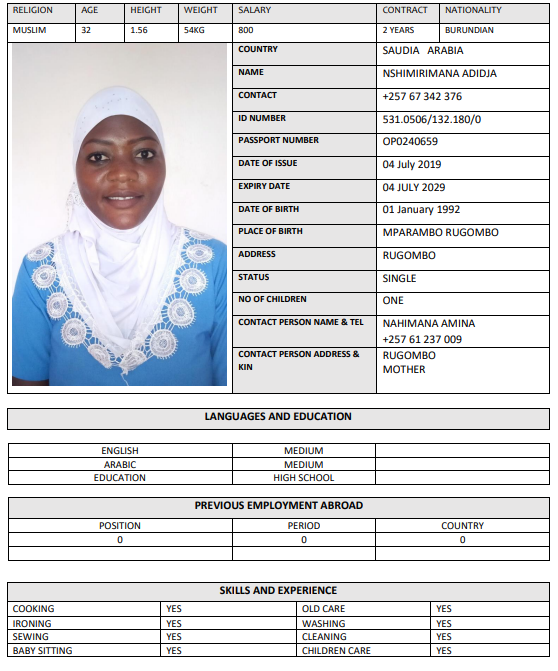 RELIGION AGE HEIGHT WEIGHT SALARY CONTRACT NATIONALITY
MUSLIM 32 1.56 54KG 800 2 YEARS BURUNDIAN
COUNTRY SAUDIA ARABIA
NAME NSHIMIRIMANA ADIDJA
CONTACT +257 67 342 376
ID NUMBER 531.0506/132.180/0
PASSPORT NUMBER OP0240659
DATE OF ISSUE 04 July 2019
EXPIRY DATE 04 JULY 2029
DATE OF BIRTH 01 January 1992
PLACE OF BIRTH MPARAMBO RUGOMBO
ADDRESS RUGOMBO
STATUS SINGLE
NO OF CHILDREN ONE
CONTACT PERSON NAME & TEL NAHIMANA AMINA
+257 61 237 009
CONTACT PERSON ADDRESS & RUGOMBO
KIN MOTHER
LANGUAGES AND EDUCATION
ENGLISH MEDIUM
ARABIC MEDIUM
EDUCATION HIGH SCHOOL
PREVIOUS EMPLOYMENT ABROAD
POSITION PERIOD COUNTRY
0 0 0
SKILLS AND EXPERIENCE
COOKING YES OLD CARE YES
IRONING YES WASHING YES
SEWING YES CLEANING YES
BABY SITTING YES CHILDREN CARE YES